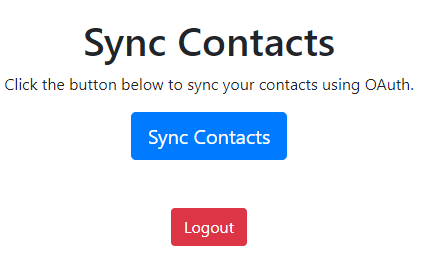 Sync Contacts
Click the button below to sync your contacts using OAuth.
Sync Contacts
Logout